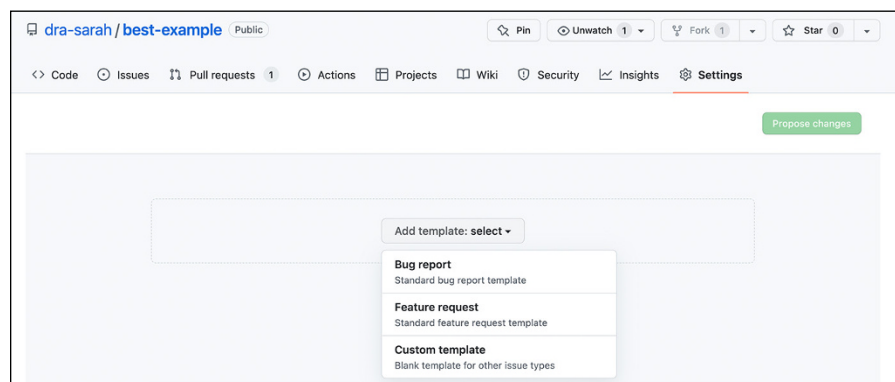 dra-sarah / best-example Public
Pin
Unwatch 1
Fork 1
Star 0
Code
Issues
Pull requests 1
Actions
Projects
Wiki
Security
Insights
Settings
Propose changes
Add template: select
Bug report
Standard bug report template
Feature request
Standard feature request template
Custom template
Blank template for other issue types